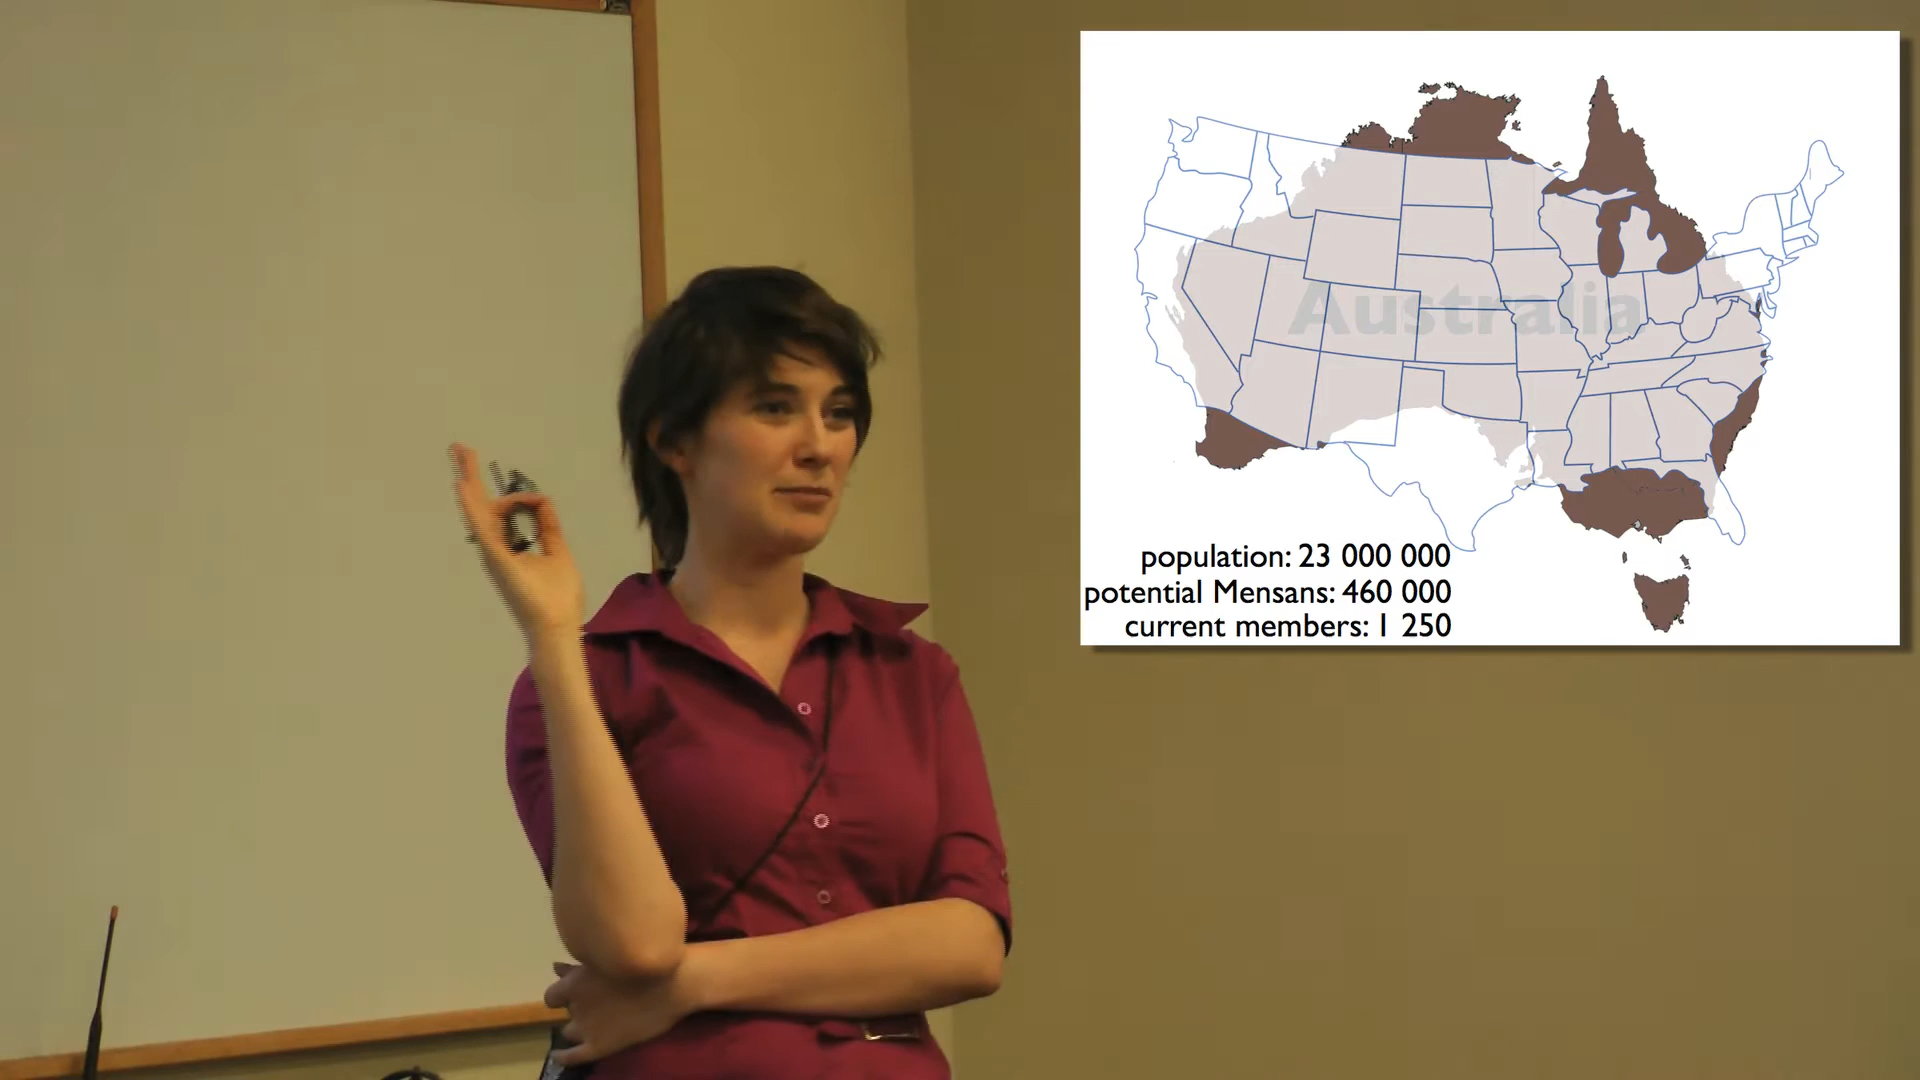 Australia
population: 23 000 000
potential Mensans: 460 000
current members: 1 250